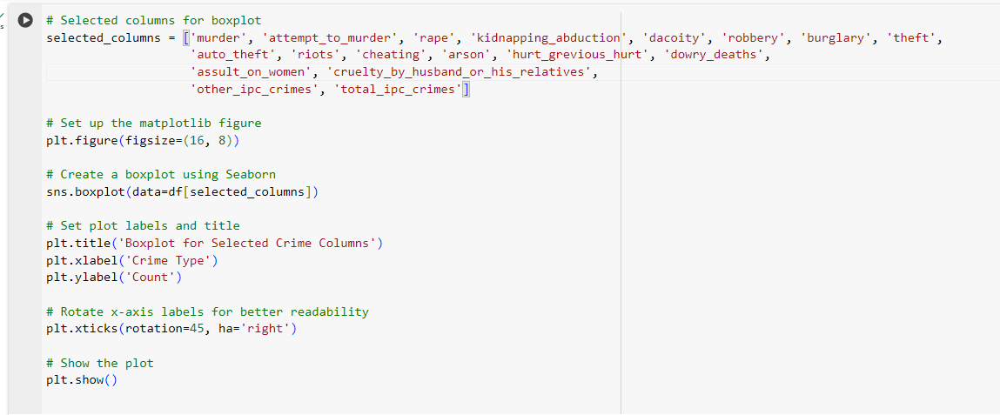 # Selected columns for boxplot
selected_columns = ['murder', 'attempt_to_murder', 'rape', 'kidnapping_abduction', 'dacoity', 'robbery', 'burglary', 'theft',
                    'auto_theft', 'riots', 'cheating', 'arson', 'hurt_grevious_hurt', 'dowry_deaths',
                    'assult_on_women', 'cruelty_by_husband_or_his_relatives',
                    'other_ipc_crimes', 'total_ipc_crimes']

# Set up the matplotlib figure
plt.figure(figsize=(16, 8))

# Create a boxplot using Seaborn
sns.boxplot(data=df[selected_columns])

# Set plot labels and title
plt.title('Boxplot for Selected Crime Columns')
plt.xlabel('Crime Type')
plt.ylabel('Count')

# Rotate x-axis labels for better readability
plt.xticks(rotation=45, ha='right')

# Show the plot
plt.show()